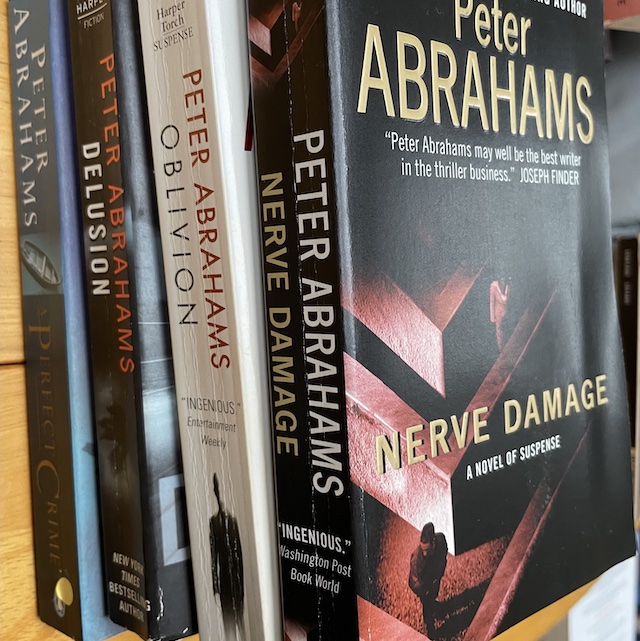 PETER ABRAHAMS
A PERFECT CRIME
HARPER
FICTION
PETER ABRAHAMS
DELUSION
NEW YORK
TIMES
BESTSELLING
AUTHOR
Harper
Torch
SUSPENSE
PETER ABRAHAMS
OBLIVION
"INGENIOUS."
Entertainment
Weekly
PETER ABRAHAMS
NERVE DAMAGE
"INGENIOUS."
Washington Post
Book World
AUTHOR
Peter
ABRAHAMS
"Peter Abrahams may well be the best writer
in the thriller business." JOSEPH FINDER
NERVE DAMAGE
A NOVEL OF SUSPENSE